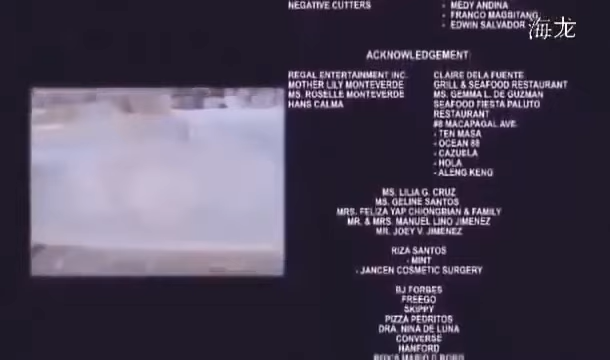 NEGATIVE CUTTERS
- MEDY ANDINA
- FRANCO MAGBITANG
- EDWIN SALVADOR
海龙
ACKNOWLEDGEMENT
REGAL ENTERTAINMENT INC.
MOTHER LILY MONTEVERDE
MS. ROSELLE MONTEVERDE
HANS CALMA
CLAIRE DELA FUENTE
GRILL & SEAFOOD RESTAURANT
MS. GEMMA L. DE GUZMAN
SEAFOOD FIESTA PALUTO
RESTAURANT
#8 MACAPAGAL AVE.
- TEN MASA
- OCEAN 88
- CAZUELA
- HOLA
- ALENG KENG
MS. LILIA G. CRUZ
MS. GELINE SANTOS
MRS. FELIZA YAP CHIONGBIAN & FAMILY
MR. & MRS. MANUEL LINO JIMENEZ
MR. JOEY V. JIMENEZ
RIZA SANTOS
- MINT
- JANCEN COSMETIC SURGERY
BJ FORBES
FREEGO
SKIPPY
PIZZA PEDRITOS
DRA. NINA DE LUNA
CONVERSE
HANFORD